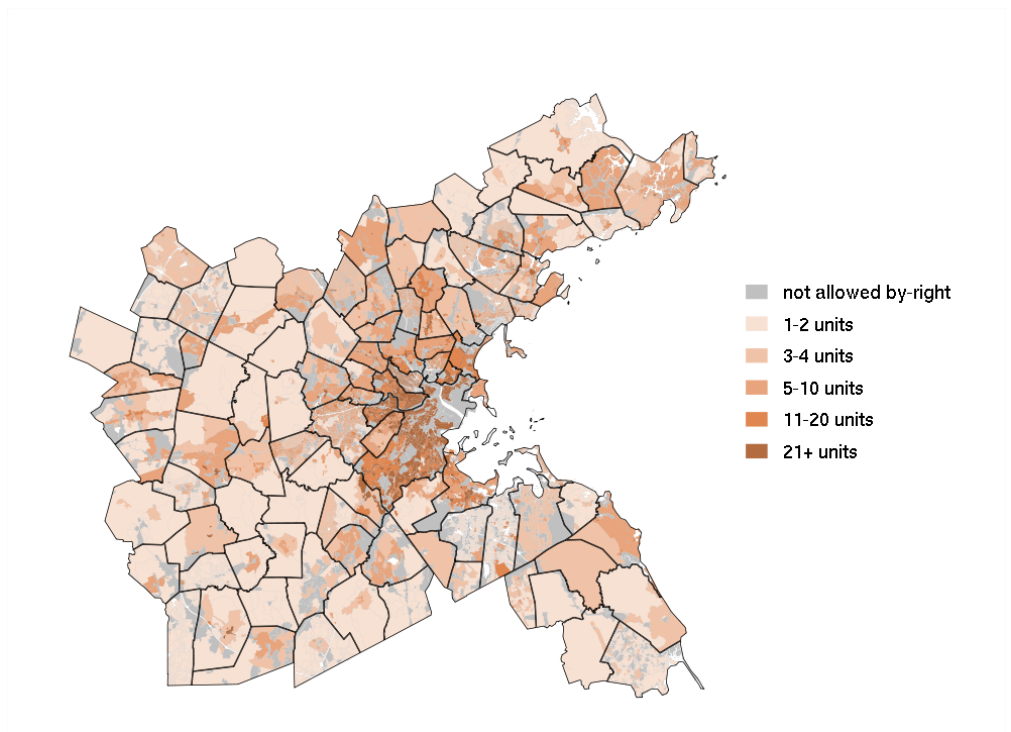 not allowed by-right
1-2 units
3-4 units
5-10 units
11-20 units
21+ units